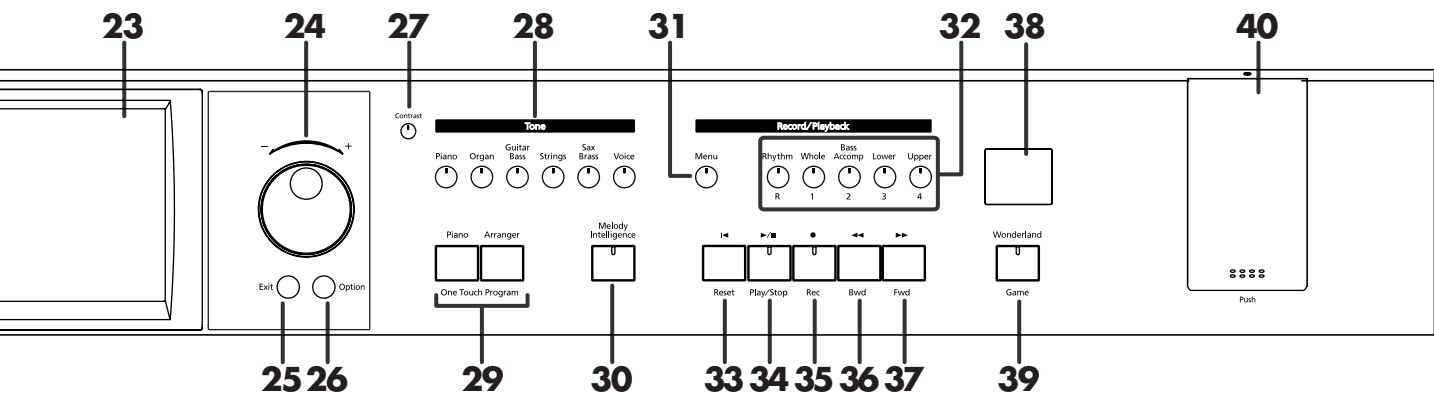 23 24 27 28 31 32 38 40
Contrast
Tone
Record/Playback
− +
Piano Organ Guitar Bass Strings Sax Brass Voice
Menu
Rhythm Whole Bass Accomp Lower Upper
R 1 2 3 4
Piano Arranger
Melody
Intelligence
Wonderland
Exit Option
One Touch Program
Reset Play/Stop Rec Bwd Fwd
Game
Push
25 26 29 30 33 34 35 36 37 39